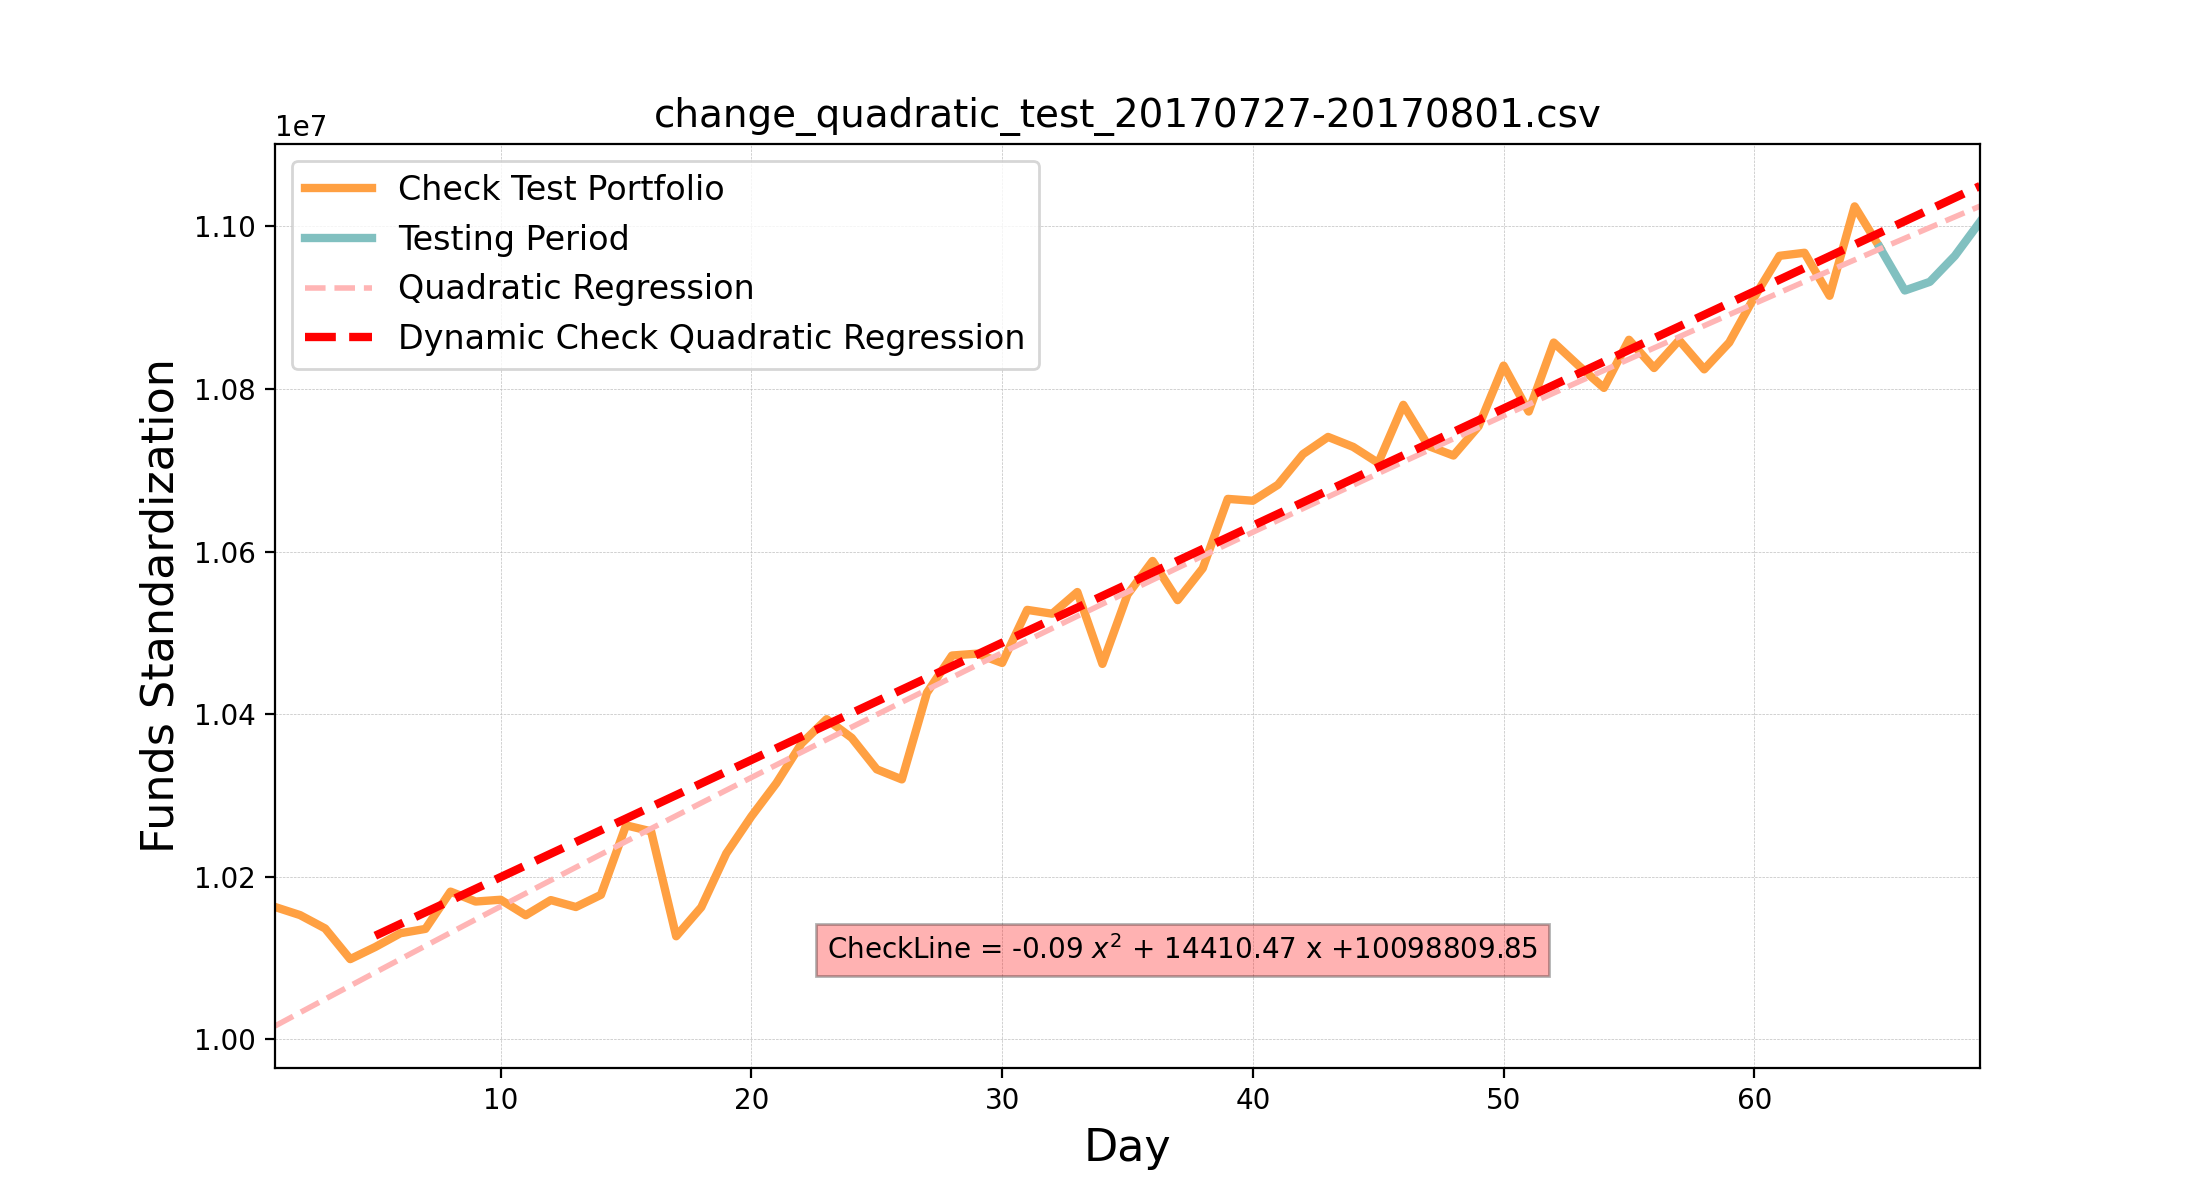 change_quadratic_test_20170727-20170801.csv
1e7
Check Test Portfolio
Testing Period
Quadratic Regression
Dynamic Check Quadratic Regression
Funds Standardization
1.10
1.08
1.06
1.04
1.02
1.00
CheckLine = -0.09 x² + 14410.47 x +10098809.85
10 20 30 40 50 60
Day